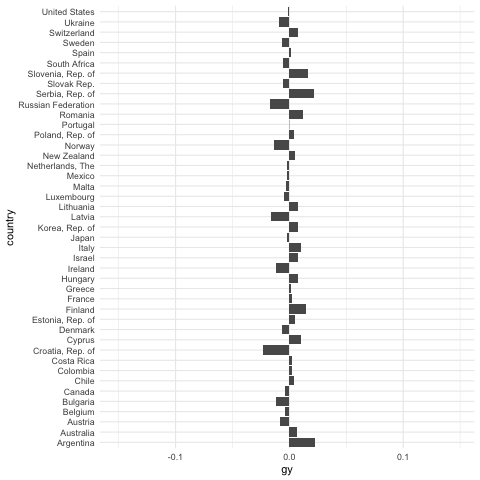 United States
Ukraine
Switzerland
Sweden
Spain
South Africa
Slovenia, Rep. of
Slovak Rep.
Serbia, Rep. of
Russian Federation
Romania
Portugal
Poland, Rep. of
Norway
New Zealand
Netherlands, The
Mexico
Malta
Luxembourg
Lithuania
Latvia
Korea, Rep. of
Japan
Italy
Israel
Ireland
Hungary
Greece
France
Finland
Estonia, Rep. of
Denmark
Cyprus
Croatia, Rep. of
Costa Rica
Colombia
Chile
Canada
Bulgaria
Belgium
Austria
Australia
Argentina
country
-0.1 0.0 0.1
gy